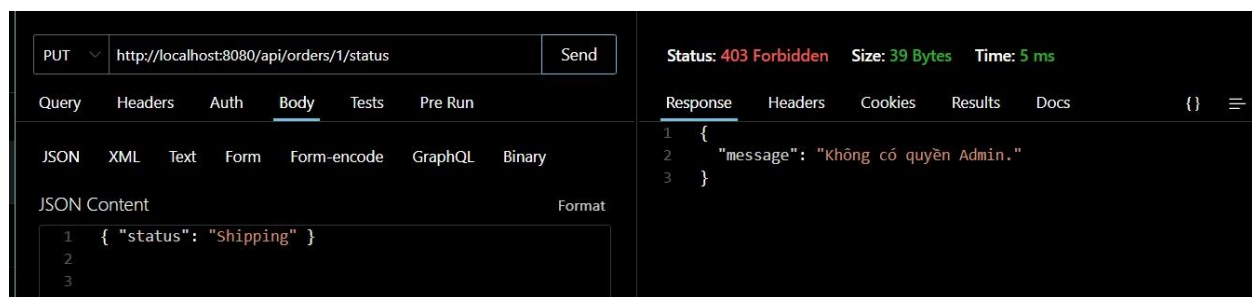 PUT http://localhost:8080/api/orders/1/status Send
Query Headers Auth Body Tests Pre Run
JSON XML Text Form Form-encode GraphQL Binary
JSON Content Format
1 { "status": "Shipping" }
2
3
Status: 403 Forbidden Size: 39 Bytes Time: 5 ms
Response Headers Cookies Results Docs {}
1 {
2 "message": "Không có quyền Admin."
3 }